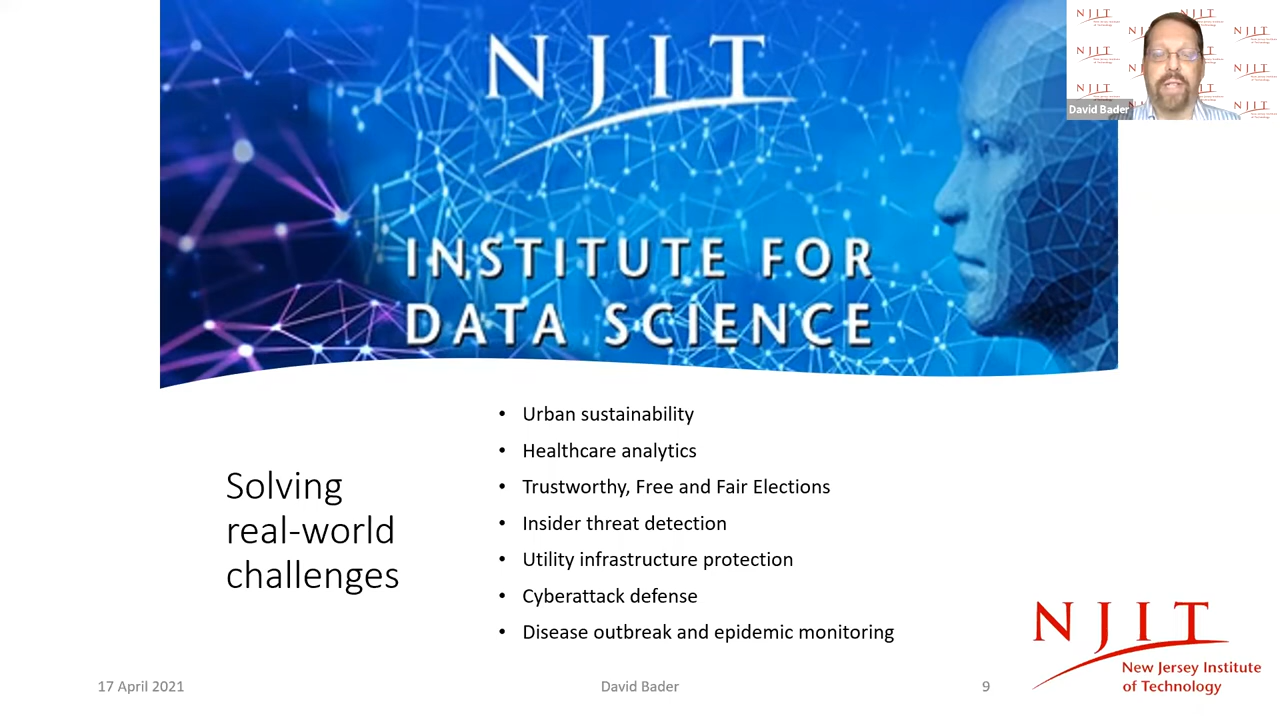 NJIT
INSTITUTE FOR
DATA SCIENCE
David Bader
Solving
real-world
challenges
• Urban sustainability
• Healthcare analytics
• Trustworthy, Free and Fair Elections
• Insider threat detection
• Utility infrastructure protection
• Cyberattack defense
• Disease outbreak and epidemic monitoring
17 April 2021
David Bader
9
NJIT
New Jersey Institute
of Technology